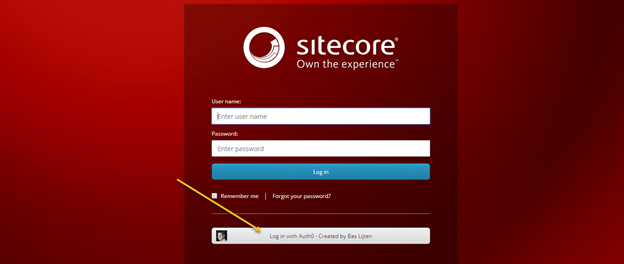 sitecore®
Own the experience™
User name:
Enter user name
Password:
Enter password
Log in
Remember me | Forgot your password?
Log in with Auth0 - Created by Bas Lijten